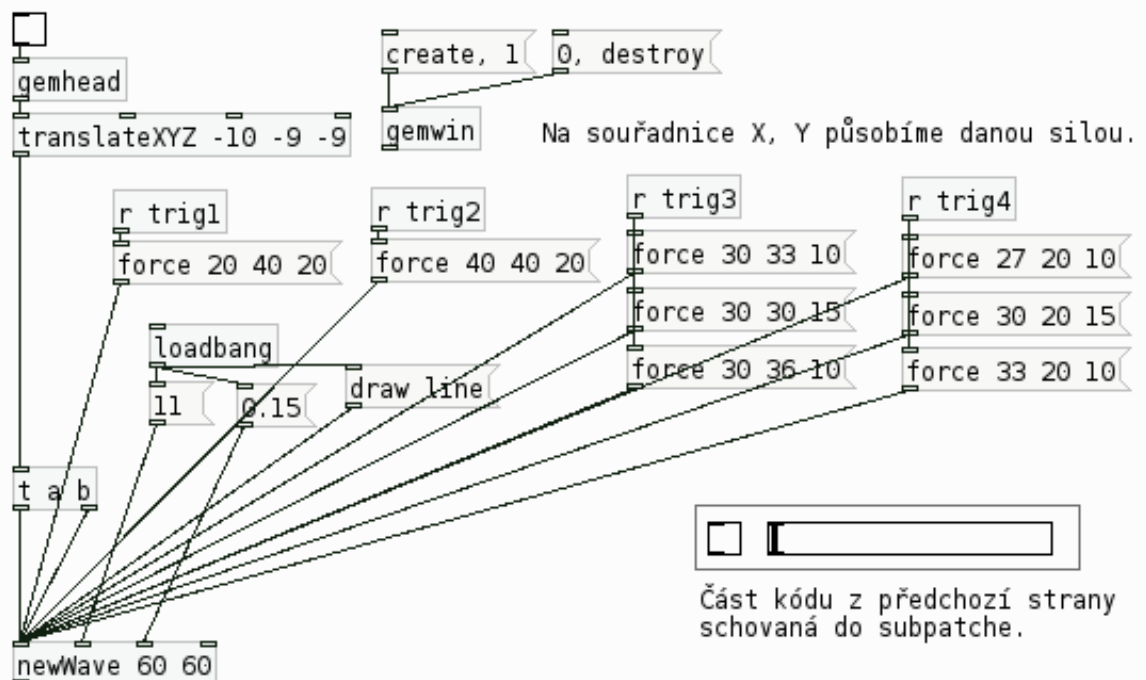 create, 1
0, destroy
gemhead
translateXYZ -10 -9 -9
gemwin
Na souřadnice X, Y působíme danou silou.
r trig1
r trig2
r trig3
r trig4
force 20 40 20
force 40 40 20
force 30 33 10
force 27 20 10
force 30 30 15
force 30 20 15
loadbang
force 30 36 10
force 33 20 10
11
0.15
draw line
t a b
Část kódu z předchozí strany
schovaná do subpatche.
newWave 60 60